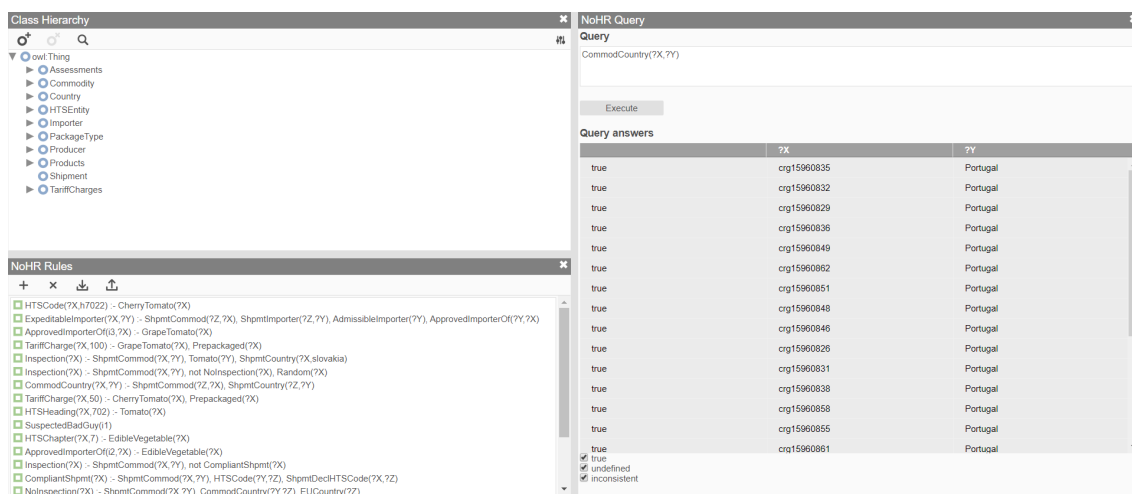 Class Hierarchy
owl:Thing
Assessments
Commodity
Country
HTSEntity
Importer
PackageType
Producer
Products
Shipment
TariffCharges
NoHR Rules
HTSCode(?X,h7022) :- CherryTomato(?X)
ExpeditableImporter(?X,?Y) :- ShpmtCommod(?Z,?X), ShpmtImporter(?Z,?Y), AdmissibleImporter(?Y), ApprovedImporterOf(?Y,?X)
ApprovedImporterOf(i3,?X) :- GrapeTomato(?X)
TariffCharge(?X,100) :- GrapeTomato(?X), Prepackaged(?X)
Inspection(?X) :- ShpmtCommod(?X,?Y), Tomato(?Y), ShpmtCountry(?X,slovakia)
Inspection(?X) :- ShpmtCommod(?X,?Y), not NoInspection(?X), Random(?X)
CommodCountry(?X,?Y) :- ShpmtCommod(?Z,?X), ShpmtCountry(?Z,?Y)
TariffCharge(?X,50) :- CherryTomato(?X), Prepackaged(?X)
HTSHeading(?X,702) :- Tomato(?X)
SuspectedBadGuy(i1)
HTSChapter(?X,7) :- EdibleVegetable(?X)
ApprovedImporterOf(i2,?X) :- EdibleVegetable(?X)
Inspection(?X) :- ShpmtCommod(?X,?Y), not CompliantShpmt(?X)
CompliantShpmt(?X) :- ShpmtCommod(?X,?Y), HTSCode(?Y,?Z), ShpmtDeclHTSCode(?X,?Z)
NoInspection(?X) :- ShpmtCommod(?X,?Y), CommodCountry(?Y,?Z), EUCountry(?Z)
NoHR Query
Query
CommodCountry(?X,?Y)
Execute
Query answers
?X ?Y
true crg15960835 Portugal
true crg15960832 Portugal
true crg15960829 Portugal
true crg15960836 Portugal
true crg15960849 Portugal
true crg15960862 Portugal
true crg15960851 Portugal
true crg15960848 Portugal
true crg15960846 Portugal
true crg15960826 Portugal
true crg15960831 Portugal
true crg15960838 Portugal
true crg15960858 Portugal
true crg15960855 Portugal
true crg15960861 Portugal
true
undefined
inconsistent